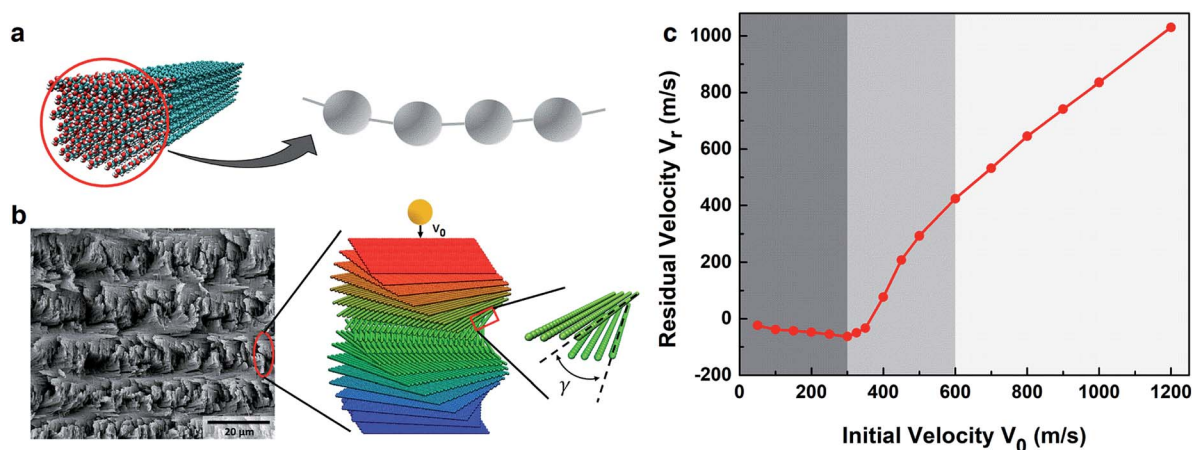 a
b
20 μm
V₀
γ
c
Residual Velocity Vᵣ (m/s)
1000
800
600
400
200
0
-200
0 200 400 600 800 1000 1200
Initial Velocity V₀ (m/s)